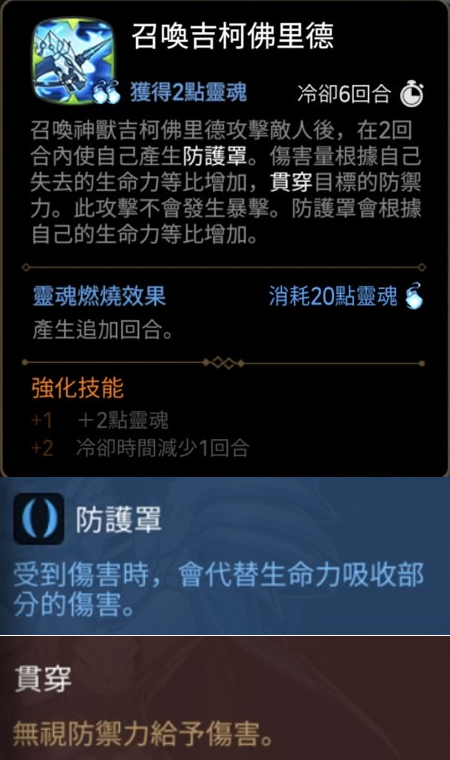 召喚吉柯佛里德
獲得2點靈魂
冷卻6回合
召喚神獸吉柯佛里德攻擊敵人後，在2回
合內使自己產生防護罩。傷害量根據自己
失去的生命力等比增加，貫穿目標的防禦
力。此攻擊不會發生暴擊。防護罩會根據
自己的生命力等比增加。
靈魂燃燒效果
消耗20點靈魂
產生追加回合。
強化技能
+1 ＋2點靈魂
+2 冷卻時間減少1回合
防護罩
受到傷害時，會代替生命力吸收部
分的傷害。
貫穿
無視防禦力給予傷害。